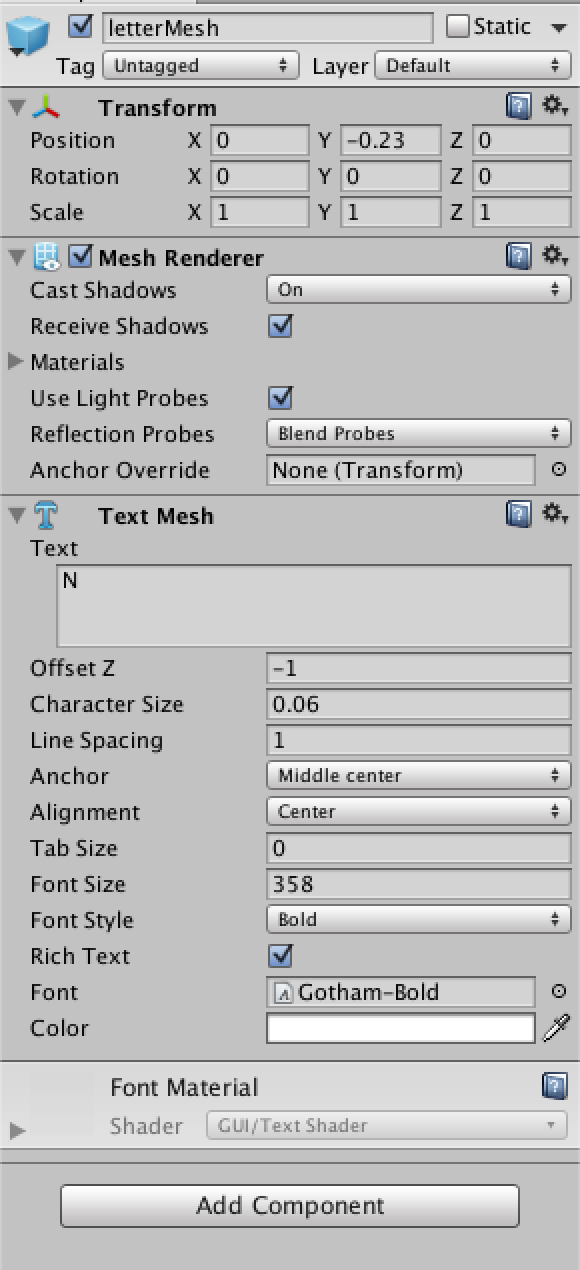 letterMesh Static
Tag Untagged Layer Default
Transform
Position X 0 Y -0.23 Z 0
Rotation X 0 Y 0 Z 0
Scale X 1 Y 1 Z 1
Mesh Renderer
Cast Shadows On
Receive Shadows
Materials
Use Light Probes
Reflection Probes Blend Probes
Anchor Override None (Transform)
Text Mesh
Text
N
Offset Z -1
Character Size 0.06
Line Spacing 1
Anchor Middle center
Alignment Center
Tab Size 0
Font Size 358
Font Style Bold
Rich Text
Font Gotham-Bold
Color
Font Material
Shader GUI/Text Shader
Add Component